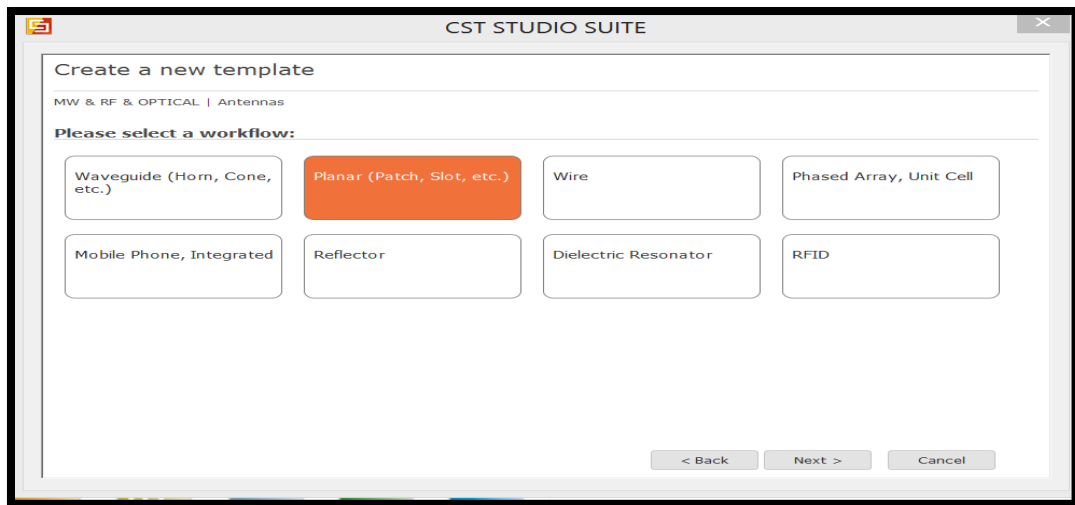 CST STUDIO SUITE
Create a new template
MW & RF & OPTICAL | Antennas
Please select a workflow:
Waveguide (Horn, Cone,
etc.)
Planar (Patch, Slot, etc.)
Wire
Phased Array, Unit Cell
Mobile Phone, Integrated
Reflector
Dielectric Resonator
RFID
< Back
Next >
Cancel